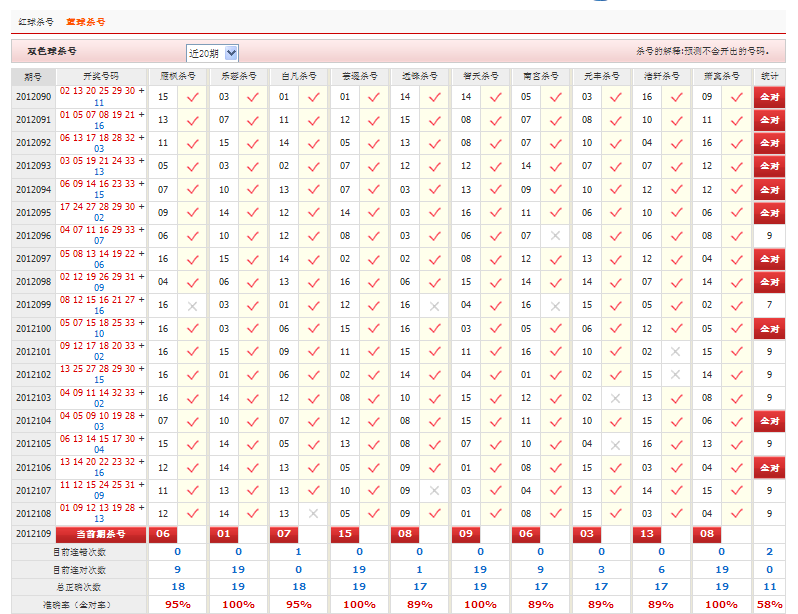 红球杀号 蓝球杀号
双色球杀号 近20期 杀号的解释:预测不会开出的号码。
期号 开奖号码 杀号 乐彩杀号 白凡杀号 杀号 杀号 智天杀号 南宫杀号 元丰杀号 浩轩杀号 熊宾杀号 统计
2012090 02 13 20 25 29 30 + 11 15 03 01 01 14 14 05 03 16 09 全对
2012091 01 05 07 08 19 21 + 16 13 07 11 12 15 08 07 08 10 11 全对
2012092 06 13 17 18 28 32 + 03 11 15 14 05 13 08 07 10 04 16 全对
2012093 03 05 19 21 24 33 + 13 05 03 02 07 12 12 14 07 07 12 全对
2012094 06 09 14 16 23 33 + 15 07 10 13 07 03 13 09 10 12 12 全对
2012095 17 24 27 28 29 30 + 02 09 14 12 14 03 16 11 06 10 06 全对
2012096 04 07 11 16 29 33 + 07 06 10 12 08 03 06 07 08 06 08 9
2012097 05 08 13 14 19 22 + 06 16 15 14 02 02 08 12 13 12 04 全对
2012098 02 12 19 26 29 31 + 09 04 06 13 16 06 15 14 14 07 14 全对
2012099 08 12 15 16 21 27 + 16 16 03 01 12 16 04 16 15 05 02 7
2012100 05 07 15 18 25 33 + 10 16 03 06 15 16 03 05 06 12 05 全对
2012101 09 12 17 18 20 33 + 02 16 15 09 11 15 11 16 10 02 15 9
2012102 13 25 27 28 29 30 + 15 16 01 06 02 14 04 01 02 15 14 9
2012103 04 09 11 14 32 33 + 02 16 14 12 08 10 15 12 02 13 08 9
2012104 04 05 09 10 19 28 + 03 07 10 07 12 08 15 11 10 15 06 全对
2012105 06 13 14 15 17 30 + 04 15 14 05 13 08 07 10 04 16 13 9
2012106 13 14 20 22 23 32 + 16 12 14 13 05 09 01 08 15 03 04 全对
2012107 11 12 15 24 25 31 + 09 11 13 13 10 09 03 04 13 14 15 9
2012108 01 09 12 13 19 28 + 13 12 14 13 05 09 01 08 15 03 04 9
2012109 当前期杀号 06 01 07 15 08 09 06 03 13 08
目前连错次数 0 0 1 0 0 0 0 0 0 0 2
目前连对次数 9 19 0 19 1 19 9 3 6 19 0
总正确次数 18 19 18 19 17 19 17 17 17 19 11
准确率（全对率） 95% 100% 95% 100% 89% 100% 89% 89% 89% 100% 58%